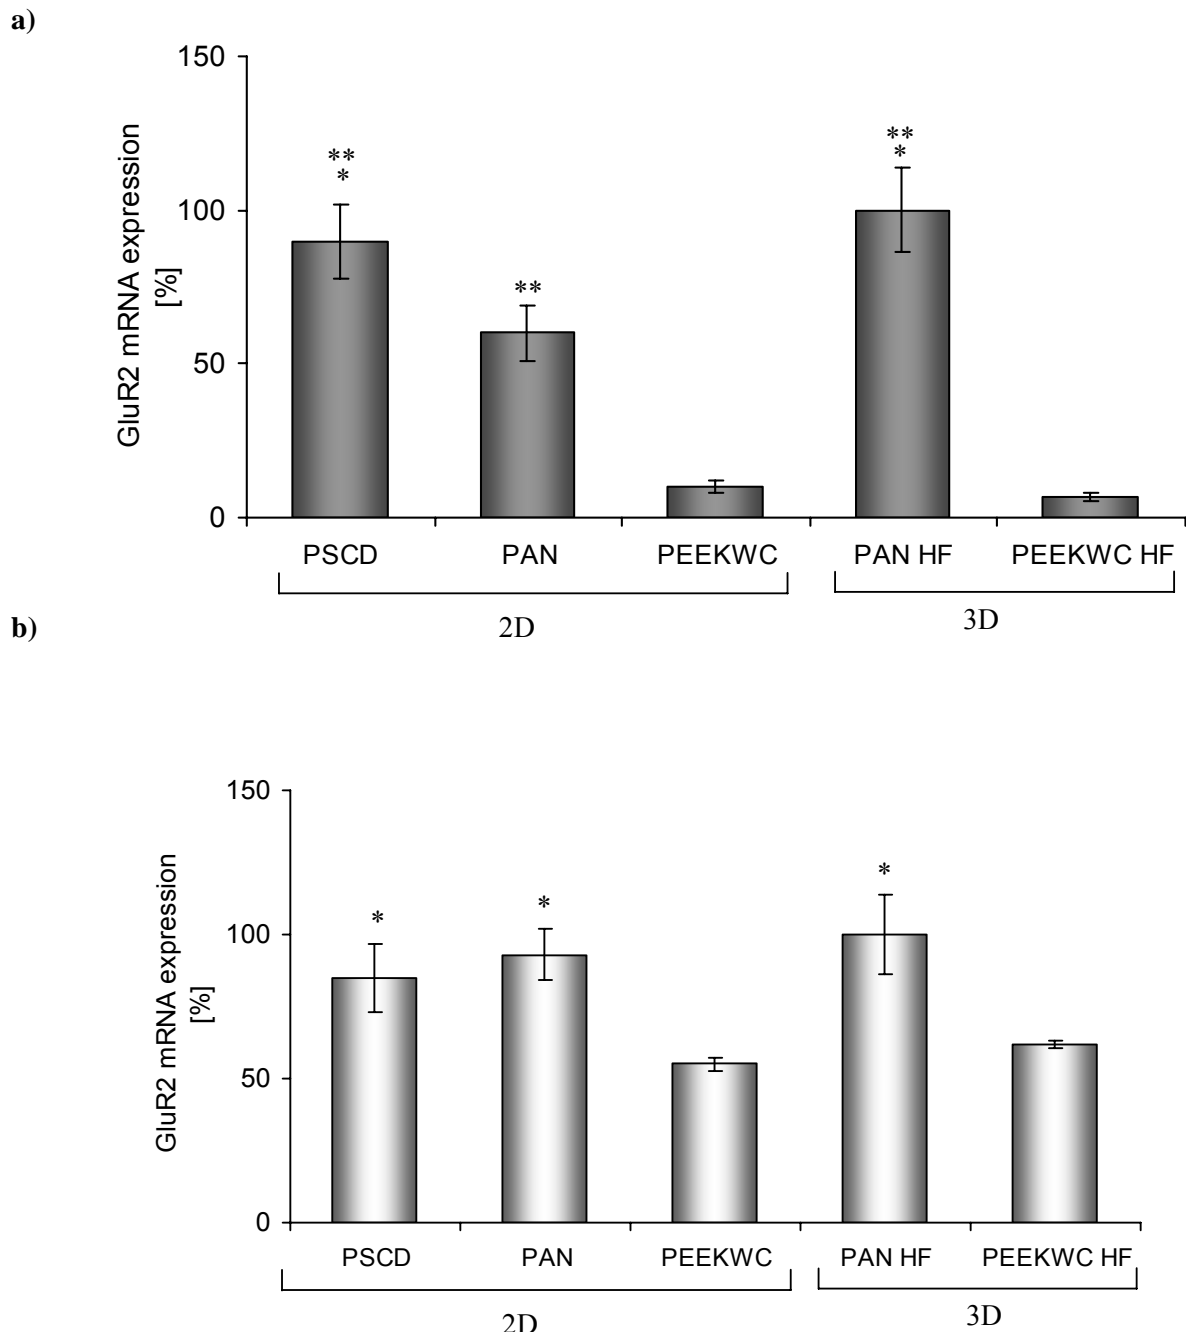 a)
150
100
50
0
GluR2 mRNA expression
[%]
**
*
**
**
*
PSCD PAN PEEKWC PAN HF PEEKWC HF
2D 3D
b)
150
100
50
0
GluR2 mRNA expression
[%]
*
*
*
PSCD PAN PEEKWC PAN HF PEEKWC HF
2D 3D